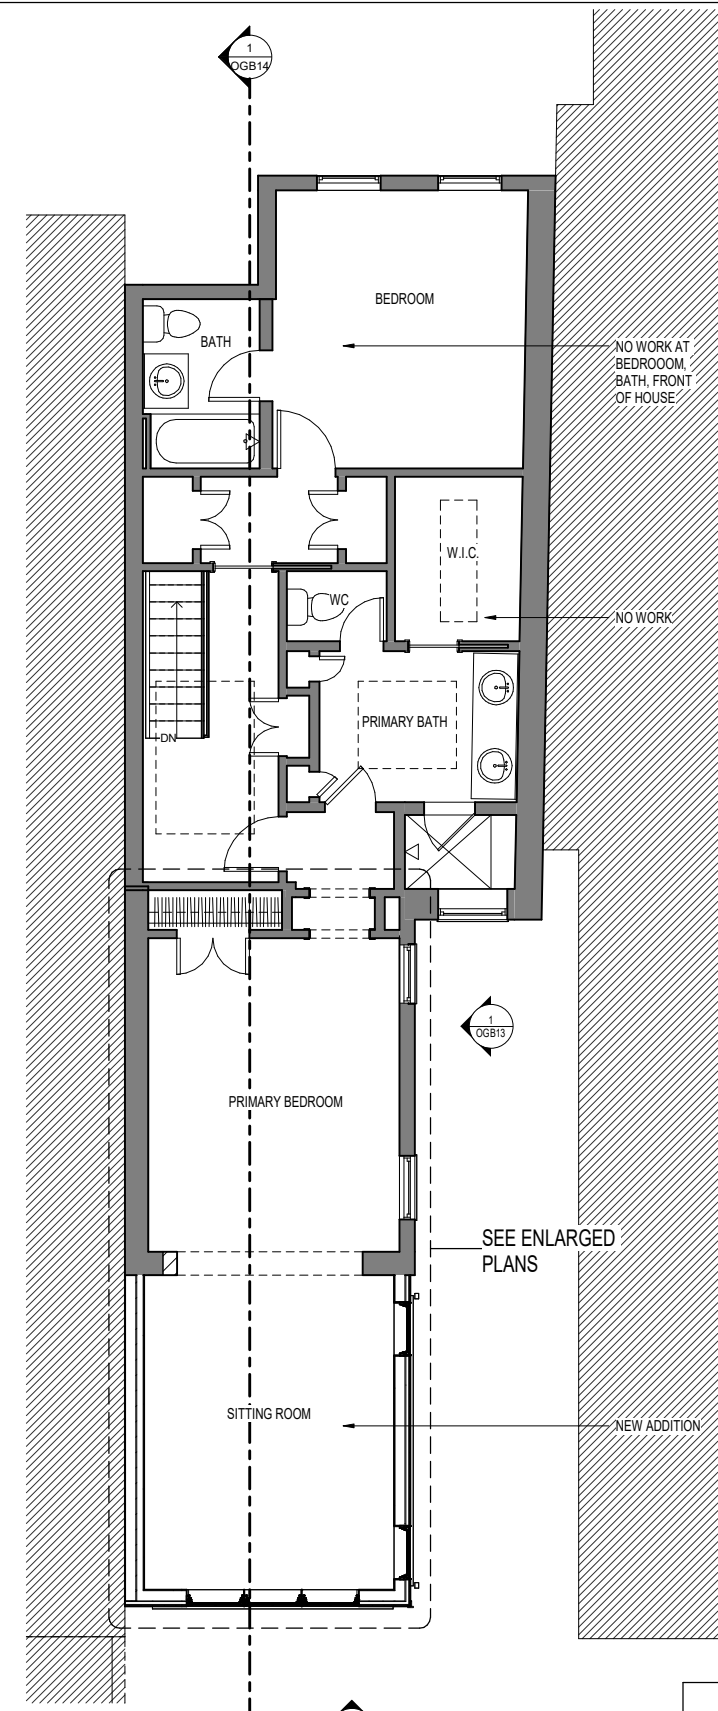 1
OGB14
BEDROOM
BATH
NO WORK AT
BEDROOOM,
BATH, FRONT
OF HOUSE.
W.I.C.
WC
NO WORK
PRIMARY BATH
DN
1
OGB13
PRIMARY BEDROOM
SEE ENLARGED
PLANS
SITTING ROOM
NEW ADDITION